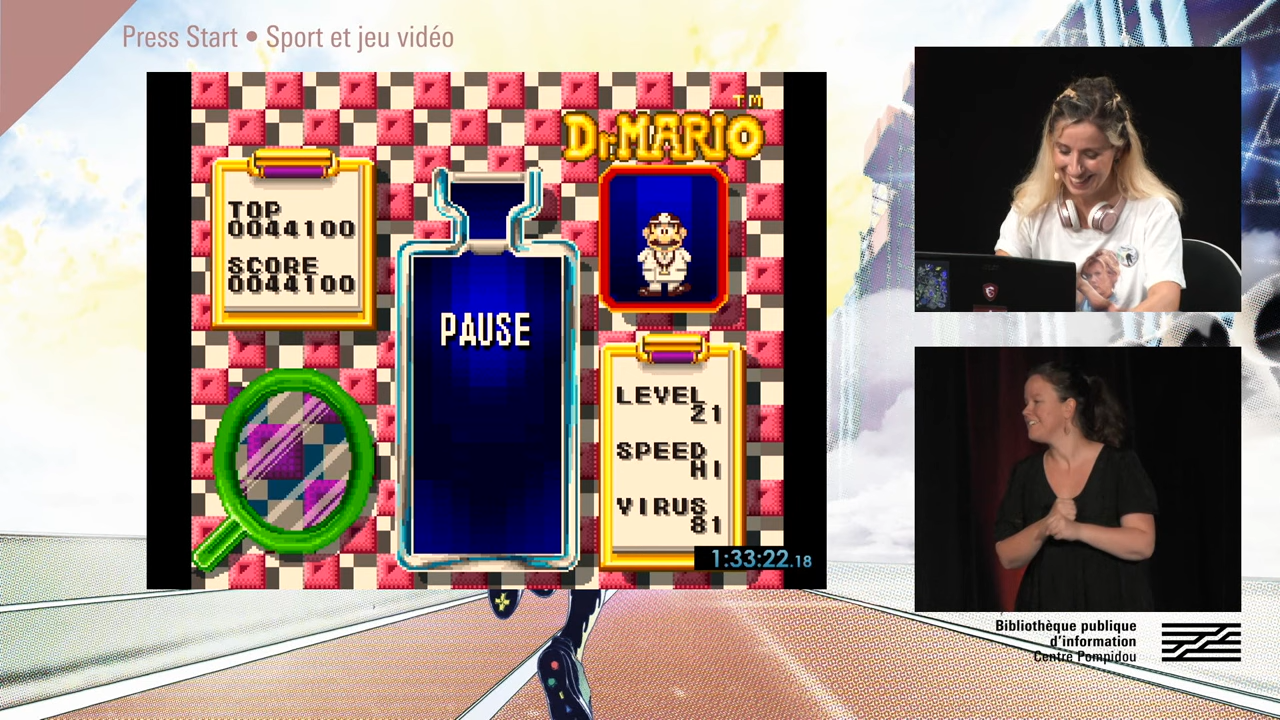 Press Start • Sport et jeu vidéo
TM
Dr. MARIO
TOP
0044100
SCORE
0044100
PAUSE
LEVEL
21
SPEED
HI
VIRUS
81
1:33:22.18
Bibliothèque publique
d'information
Centre Pompidou